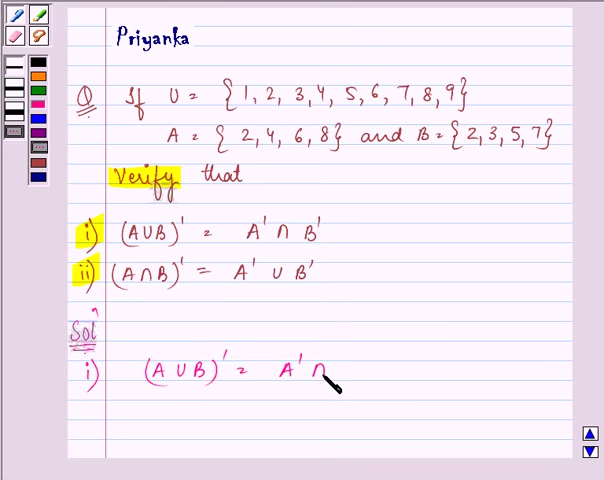 Priyanka
Q If U = {1, 2, 3, 4, 5, 6, 7, 8, 9}
A = {2, 4, 6, 8} and B = {2, 3, 5, 7}
Verify that
i) (A∪B)' = A' ∩ B'
ii) (A∩B)' = A' ∪ B'
Solⁿ
i) (A ∪ B)' = A' ∩